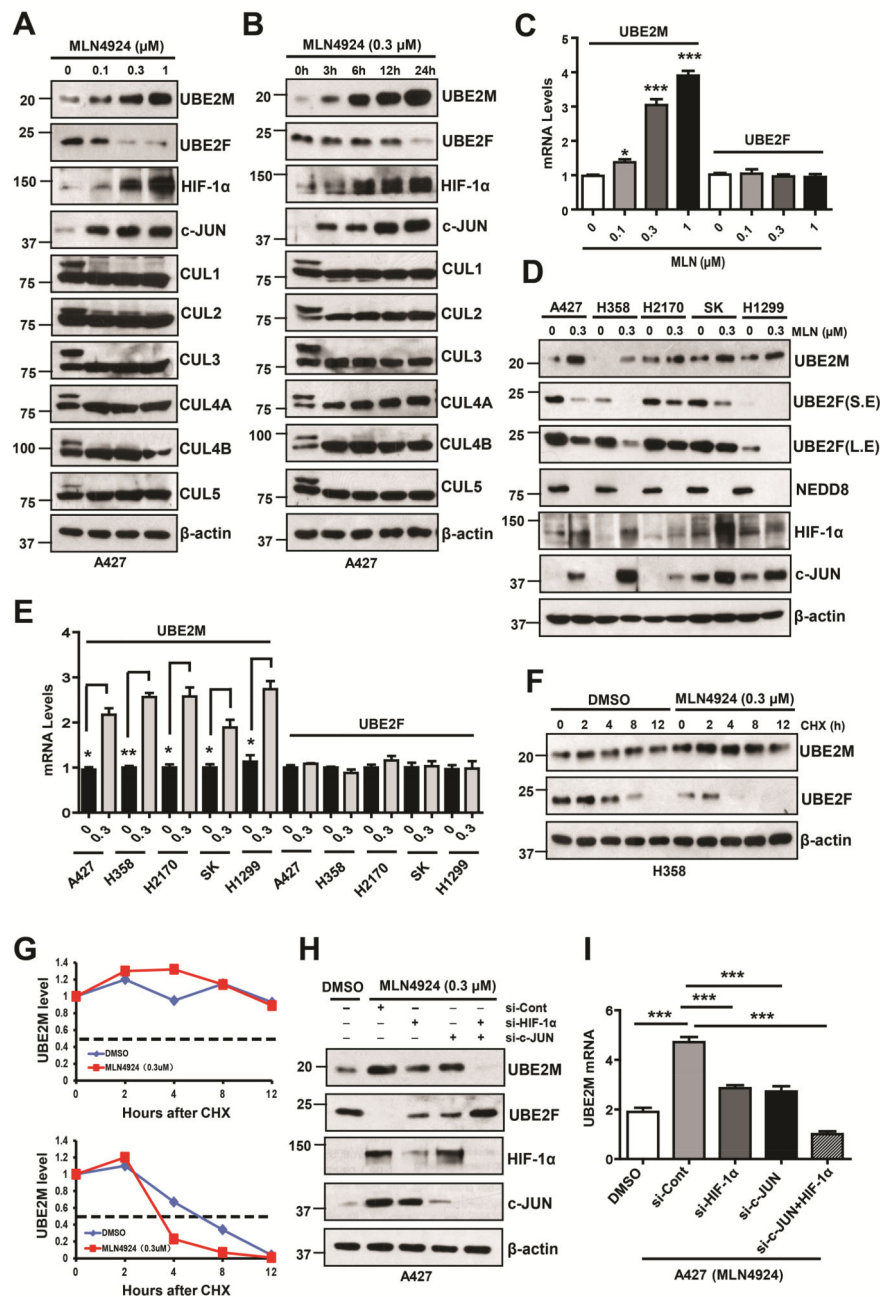 A
MLN4924 (µM)
0 0.1 0.3 1
20 UBE2M
25 UBE2F
150 HIF-1α
37 c-JUN
75 CUL1
75 CUL2
75 CUL3
75 CUL4A
100 CUL4B
75 CUL5
37 β-actin
A427
B
MLN4924 (0.3 µM)
0h 3h 6h 12h 24h
20 UBE2M
25 UBE2F
150 HIF-1α
37 c-JUN
75 CUL1
75 CUL2
75 CUL3
75 CUL4A
100 CUL4B
75 CUL5
37 β-actin
A427
C
UBE2M
UBE2F
* *** ***
mRNA Levels
5
4
3
2
1
0
0 0.1 0.3 1 0 0.1 0.3 1
MLN (µM)
D
A427 H358 H2170 SK H1299
0 0.3 0 0.3 0 0.3 0 0.3 0 0.3 MLN (µM)
20 UBE2M
25 UBE2F(S.E)
25 UBE2F(L.E)
75 NEDD8
150 HIF-1α
37 c-JUN
37 β-actin
E
UBE2M
UBE2F
* ** * * *
mRNA Levels
4
3
2
1
0
0 0.3 0 0.3 0 0.3 0 0.3 0 0.3 0 0.3 0 0.3 0 0.3 0 0.3 0 0.3
A427 H358 H2170 SK H1299 A427 H358 H2170 SK H1299
F
DMSO MLN4924 (0.3 µM)
0 2 4 8 12 0 2 4 8 12 CHX (h)
20 UBE2M
25 UBE2F
37 β-actin
H358
G
UBE2M level
1.4
1.2
1
0.8
0.6
0.4
0.2
0
DMSO
MLN4924（0.3uM）
0 2 4 8 12
Hours after CHX
UBE2M level
1.4
1.2
1
0.8
0.6
0.4
0.2
0
DMSO
MLN4924（0.3uM）
0 2 4 8 12
Hours after CHX
H
DMSO MLN4924 (0.3 µM)
– + – – – si-Cont
– – + – + si-HIF-1α
– – – + + si-c-JUN
20 UBE2M
25 UBE2F
150 HIF-1α
37 c-JUN
37 β-actin
A427
I
***
*** ***
***
UBE2M mRNA
6
4
2
0
DMSO si-Cont si-HIF-1α si-c-JUN si-c-JUN+HIF-1α
A427 (MLN4924)